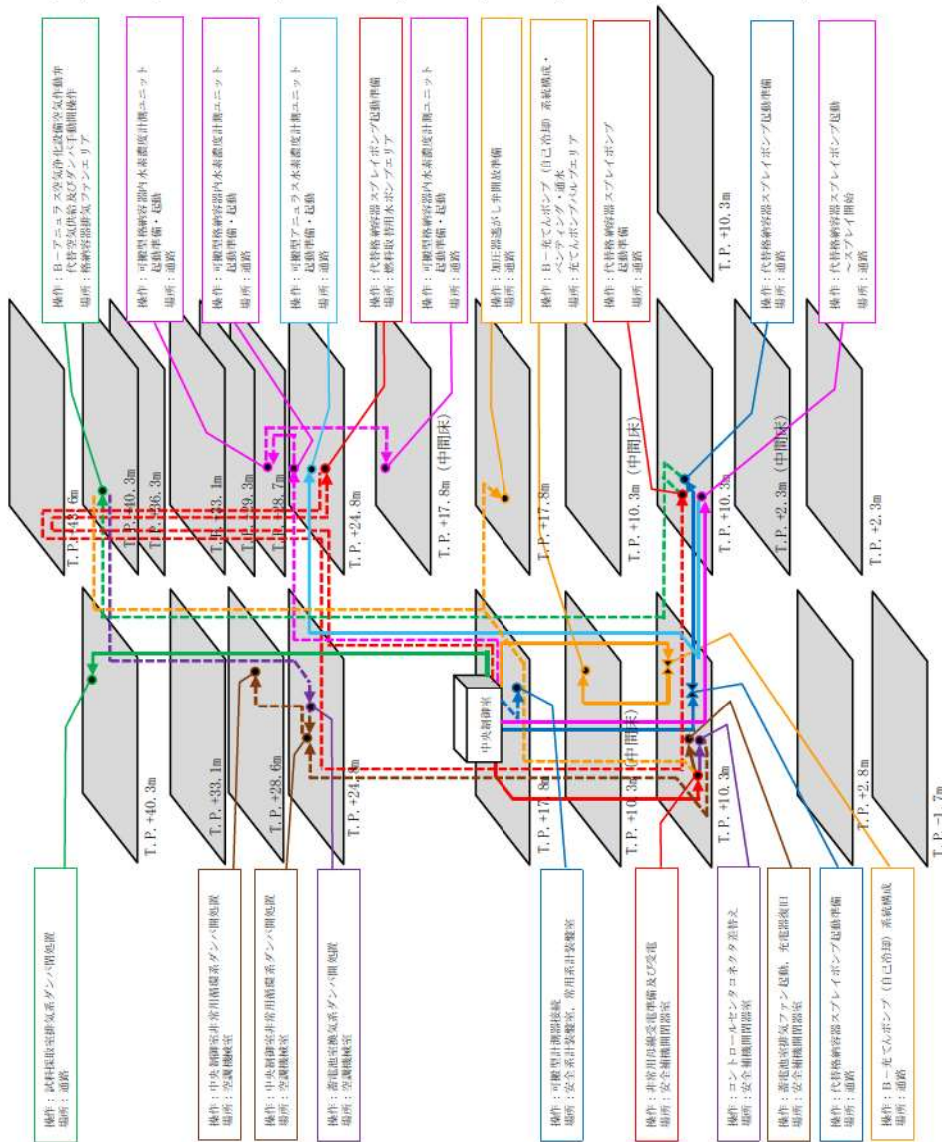 操作：B－アニュラス空気浄化設備空気作動弁
代替空気供給及びダンパ手動開操作
場所：格納容器排気ファンエリア
操作：可搬型格納容器内水素濃度計測ユニット
起動準備・起動
場所：通路
操作：可搬型格納容器内水素濃度計測ユニット
起動準備・起動
場所：通路
操作：可搬型アニュラス水素濃度計測ユニット
起動準備・起動
場所：通路
操作：代替格納容器スプレイポンプ起動準備
場所：燃料取替用水ポンプエリア
操作：可搬型格納容器内水素濃度計測ユニット
起動準備・起動
場所：通路
操作：加圧器逃がし弁開放準備
場所：通路
操作：B－充てんポンプ（自己冷却）系統構成・
ベンティング・通水
場所：充てんポンプバルブエリア
操作：代替格納容器スプレイポンプ
起動準備
場所：通路
操作：代替格納容器スプレイポンプ起動準備
場所：通路
操作：代替格納容器スプレイポンプ起動
～スプレイ開始
場所：通路
T.P. +10.3m
T.P. +43.6m
T.P. +40.3m
T.P. +36.3m
T.P. +33.1m
T.P. +29.3m
T.P. +28.7m
T.P. +24.8m
T.P. +17.8m（中間床）
T.P. +17.8m
T.P. +10.3m（中間床）
T.P. +10.3m
T.P. +2.3m（中間床）
T.P. +2.3m
中央制御室
T.P. +40.3m
T.P. +33.1m
T.P. +28.6m
T.P. +24.8m
T.P. +17.8m
T.P. +10.3m（中間床）
T.P. +10.3m
T.P. +2.8m
T.P. -1.7m
操作：試料採取室排気系ダンパ閉処置
場所：通路
操作：中央制御室非常用循環系ダンパ開処置
場所：空調機械室
操作：中央制御室非常用循環系ダンパ開処置
場所：空調機械室
操作：蓄電池室換気系ダンパ開処置
場所：空調機械室
操作：可搬型計測器接続
場所：安全系計装盤室，常用系計装盤室
操作：非常用母線受電準備及び受電
場所：安全補機開閉器室
操作：コントロールセンタコネクタ差替え
場所：安全補機開閉器室
操作：蓄電池室排気ファン起動，充電器復旧
場所：安全補機開閉器室
操作：代替格納容器スプレイポンプ起動準備
場所：通路
操作：B－充てんポンプ（自己冷却）系統構成
場所：通路